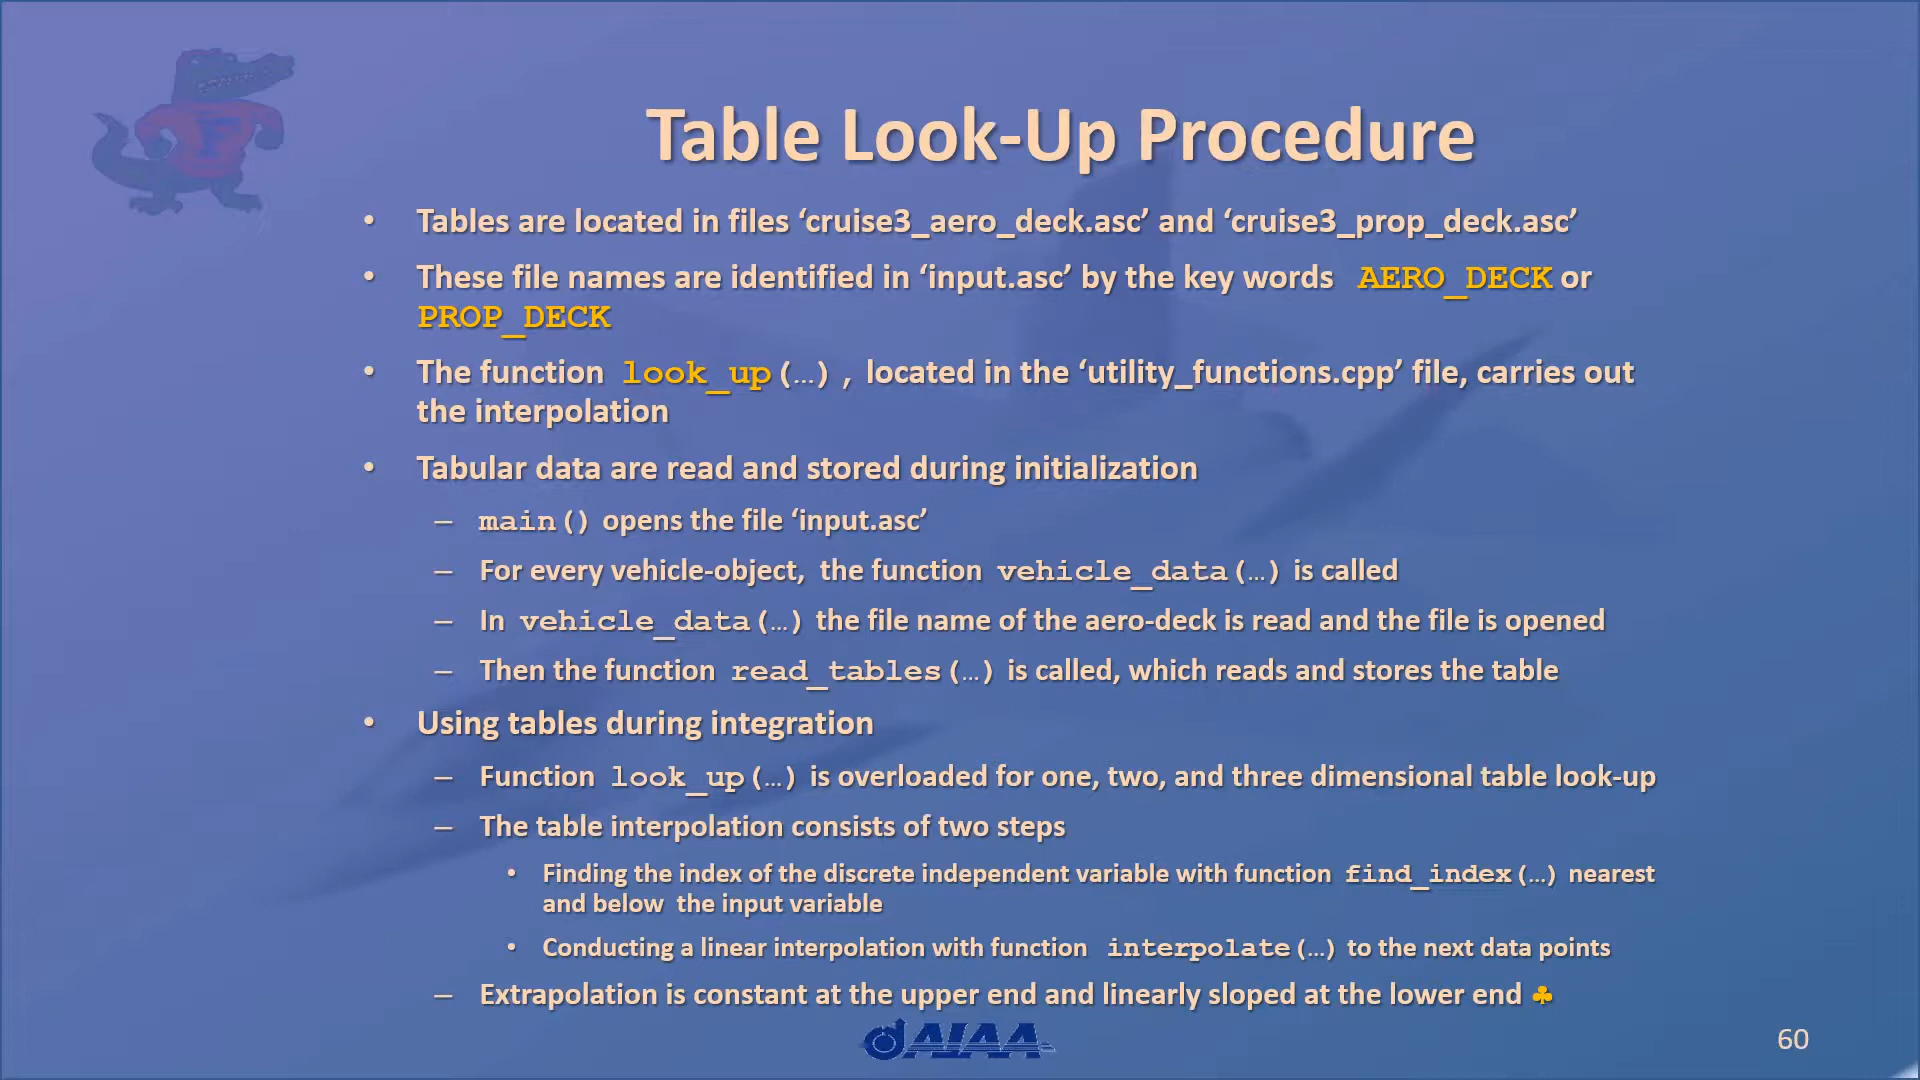 Table Look-Up Procedure
• Tables are located in files ‘cruise3_aero_deck.asc’ and ‘cruise3_prop_deck.asc’
• These file names are identified in ‘input.asc’ by the key words AERO_DECK or
PROP_DECK
• The function look_up(…) , located in the ‘utility_functions.cpp’ file, carries out
the interpolation
• Tabular data are read and stored during initialization
– main() opens the file ‘input.asc’
– For every vehicle-object, the function vehicle_data(…) is called
– In vehicle_data(…) the file name of the aero-deck is read and the file is opened
– Then the function read_tables(…) is called, which reads and stores the table
• Using tables during integration
– Function look_up(…) is overloaded for one, two, and three dimensional table look-up
– The table interpolation consists of two steps
• Finding the index of the discrete independent variable with function find_index(…) nearest
and below the input variable
• Conducting a linear interpolation with function interpolate(…) to the next data points
– Extrapolation is constant at the upper end and linearly sloped at the lower end ♣
AIAA
60